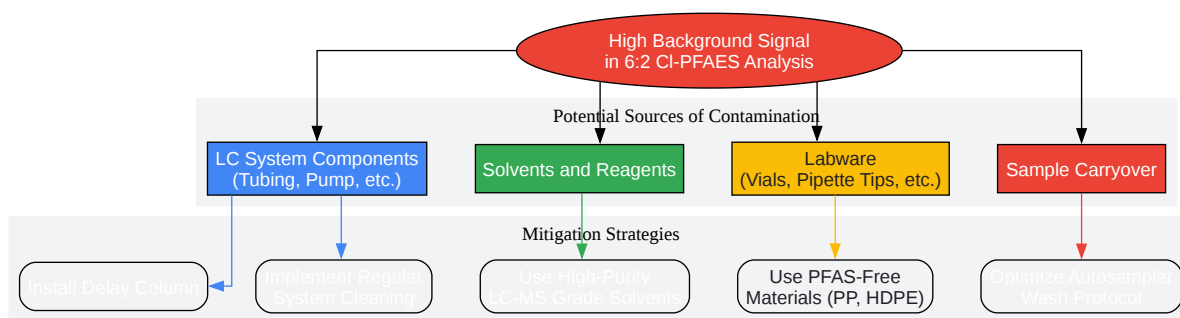 High Background Signal
in 6:2 Cl-PFAES Analysis
Potential Sources of Contamination
LC System Components
(Tubing, Pump, etc.)
Solvents and Reagents
Labware
(Vials, Pipette Tips, etc.)
Sample Carryover
Mitigation Strategies
Install Delay Column
Implement Regular
System Cleaning
Use High-Purity
LC-MS Grade Solvents
Use PFAS-Free
Materials (PP, HDPE)
Optimize Autosampler
Wash Protocol